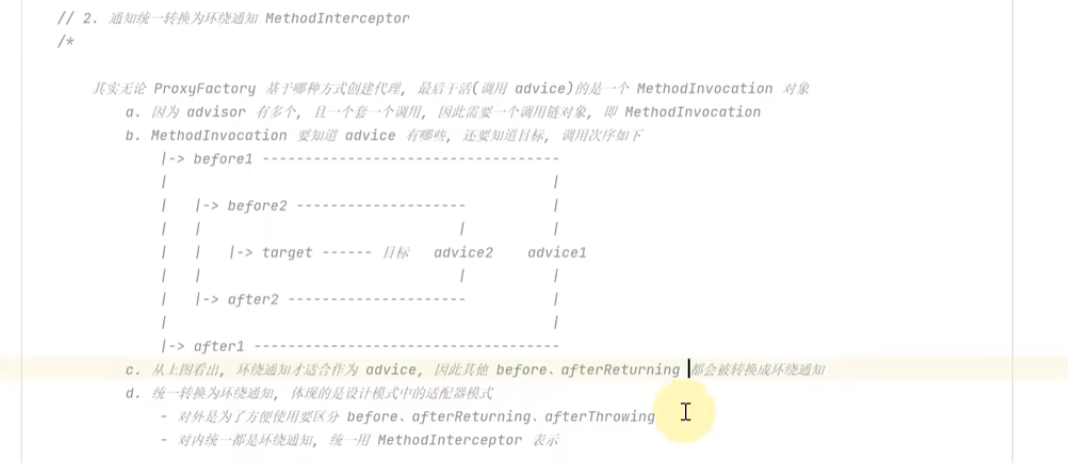 // 2. 通知统一转换为环绕通知 MethodInterceptor
/*
其实无论 ProxyFactory 基于哪种方式创建代理, 最后干活(调用 advice)的是一个 MethodInvocation 对象
a. 因为 advisor 有多个, 且一个套一个调用, 因此需要一个调用链对象, 即 MethodInvocation
b. MethodInvocation 要知道 advice 有哪些, 还要知道目标, 调用次序如下
|-> before1 -----------------------------------
|                                             |
|   |-> before2 --------------------          |
|   |                              |          |
|   |   |-> target ------ 目标   advice2    advice1
|   |                              |          |
|   |-> after2 ---------------------          |
|                                             |
|-> after1 ------------------------------------
c. 从上图看出, 环绕通知才适合作为 advice, 因此其他 before、afterReturning 都会被转换成环绕通知
d. 统一转换为环绕通知, 体现的是设计模式中的适配器模式
- 对外是为了方便使用要区分 before、afterReturning、afterThrowing
- 对内统一都是环绕通知, 统一用 MethodInterceptor 表示